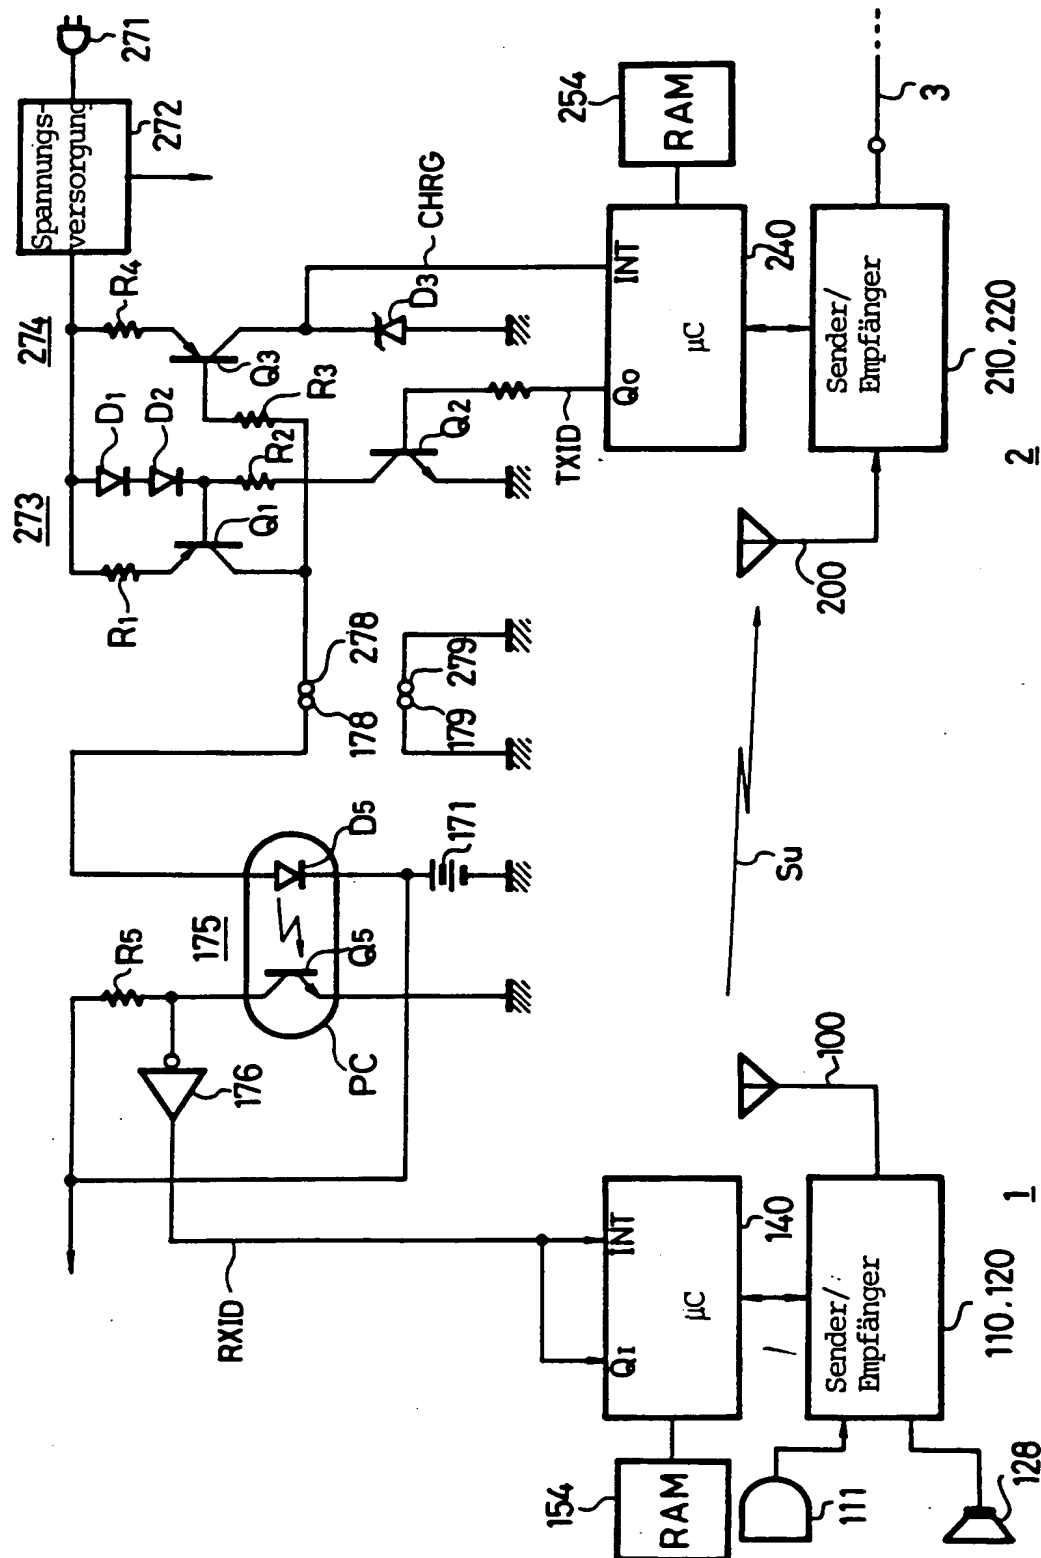 271
Spannungs-
versorgung
272
274
R4
273
D1
D2
Q3
R3
CHRG
D3
R1
Q1
R2
Q2
TXID
254
RAM
INT
Q0
µC
240
Sender/
Empfänger
3
210,220
2
200
278
178
279
179
Su
R5
175
D5
171
Q5
PC
176
RXID
100
INT
QI
µC
140
154
RAM
Sender/
Empfänger
110,120
1
111
128